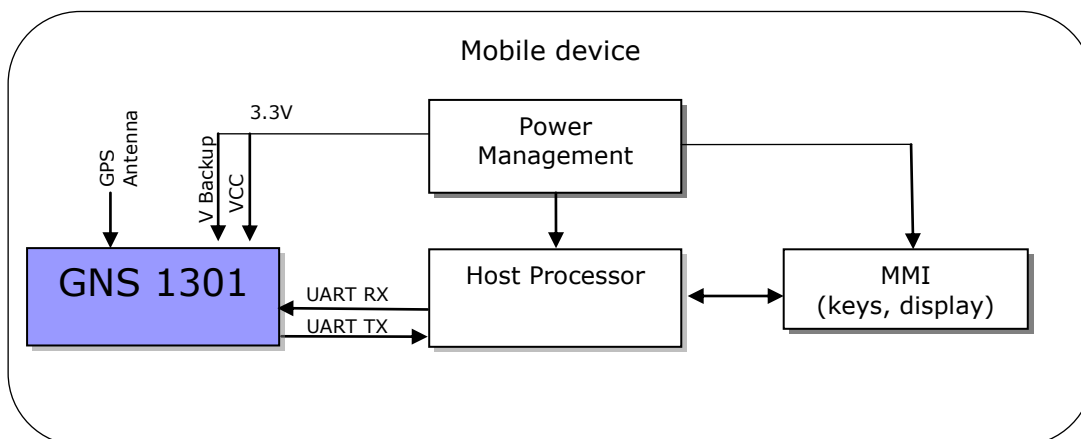 Mobile device
3.3V
Power
Management
GPS
Antenna
V Backup
VCC
GNS 1301
Host Processor
MMI
(keys, display)
UART RX
UART TX